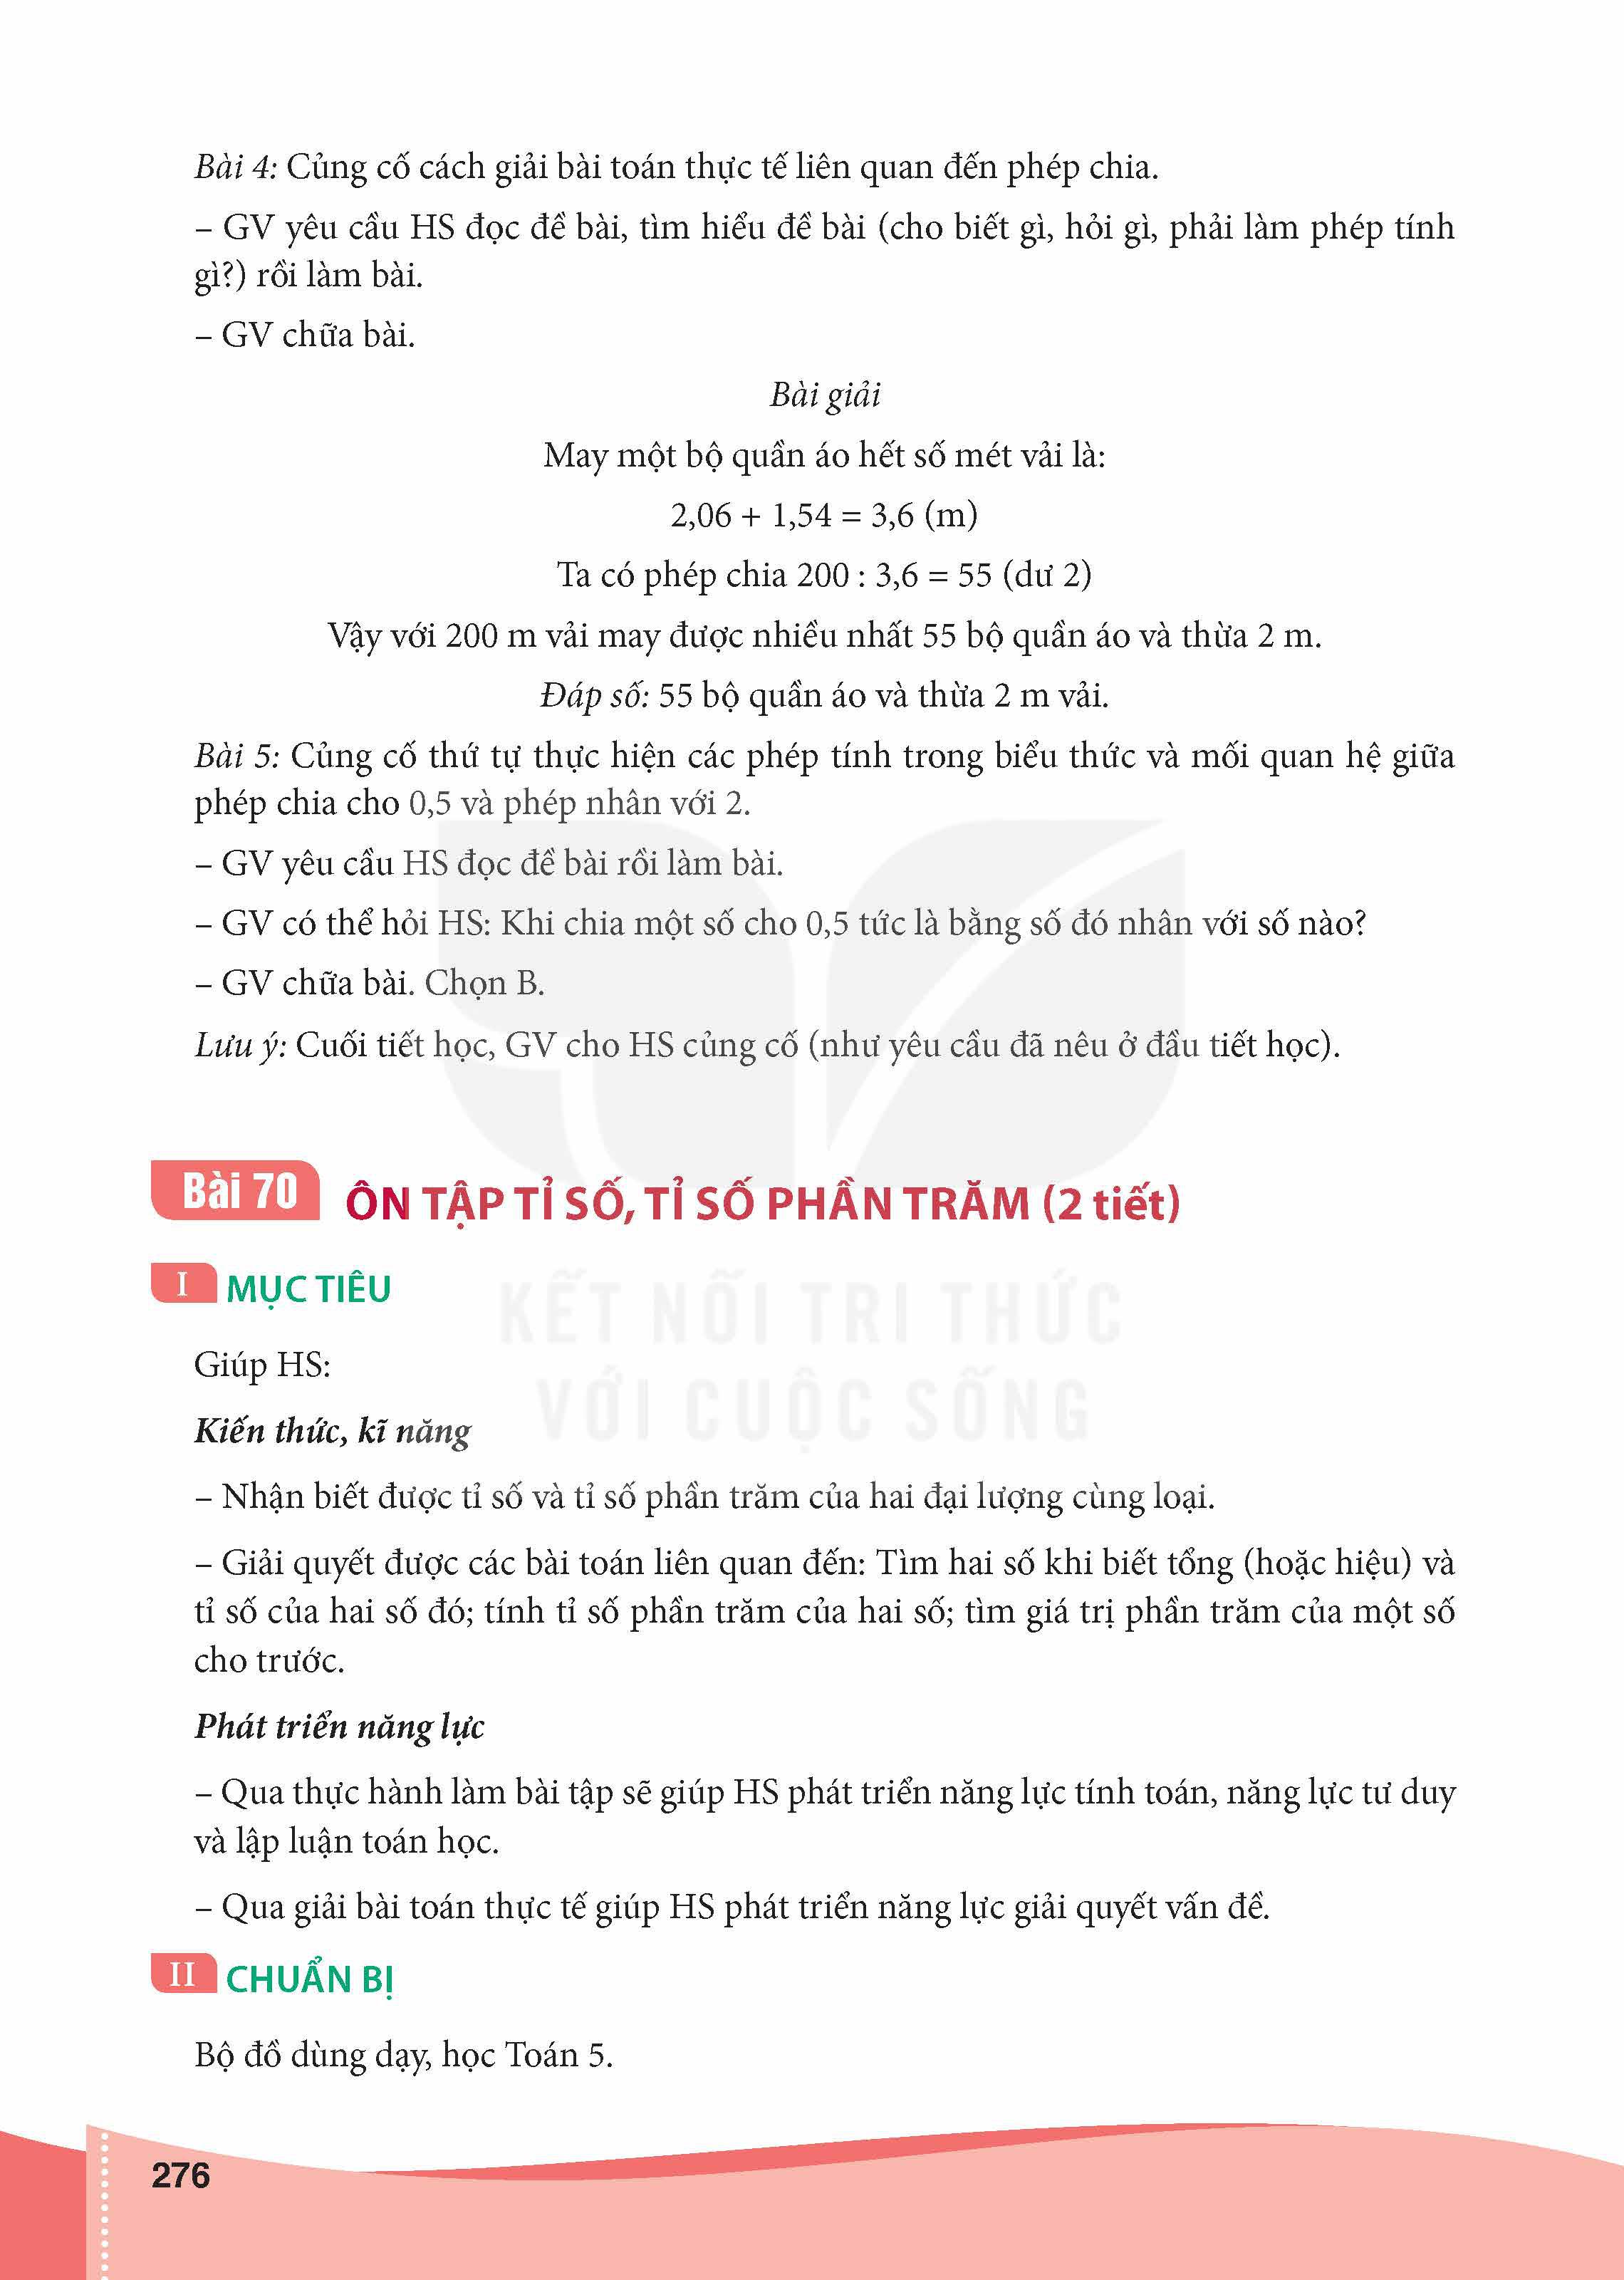 Bài 4: Củng cố cách giải bài toán thực tế liên quan đến phép chia.
– GV yêu cầu HS đọc đề bài, tìm hiểu đề bài (cho biết gì, hỏi gì, phải làm phép tính
gì?) rồi làm bài.
– GV chữa bài.
Bài giải
May một bộ quần áo hết số mét vải là:
2,06 + 1,54 = 3,6 (m)
Ta có phép chia 200 : 3,6 = 55 (dư 2)
Vậy với 200 m vải may được nhiều nhất 55 bộ quần áo và thừa 2 m.
Đáp số: 55 bộ quần áo và thừa 2 m vải.
Bài 5: Củng cố thứ tự thực hiện các phép tính trong biểu thức và mối quan hệ giữa
phép chia cho 0,5 và phép nhân với 2.
– GV yêu cầu HS đọc đề bài rồi làm bài.
– GV có thể hỏi HS: Khi chia một số cho 0,5 tức là bằng số đó nhân với số nào?
– GV chữa bài. Chọn B.
Lưu ý: Cuối tiết học, GV cho HS củng cố (như yêu cầu đã nêu ở đầu tiết học).
Bài 70 ÔN TẬP TỈ SỐ, TỈ SỐ PHẦN TRĂM (2 tiết)
I MỤC TIÊU
KẾT NỐI TRI THỨC
Giúp HS:
VỚI CUỘC SỐNG
Kiến thức, kĩ năng
– Nhận biết được tỉ số và tỉ số phần trăm của hai đại lượng cùng loại.
– Giải quyết được các bài toán liên quan đến: Tìm hai số khi biết tổng (hoặc hiệu) và
tỉ số của hai số đó; tính tỉ số phần trăm của hai số; tìm giá trị phần trăm của một số
cho trước.
Phát triển năng lực
– Qua thực hành làm bài tập sẽ giúp HS phát triển năng lực tính toán, năng lực tư duy
và lập luận toán học.
– Qua giải bài toán thực tế giúp HS phát triển năng lực giải quyết vấn đề.
II CHUẨN BỊ
Bộ đồ dùng dạy, học Toán 5.
276